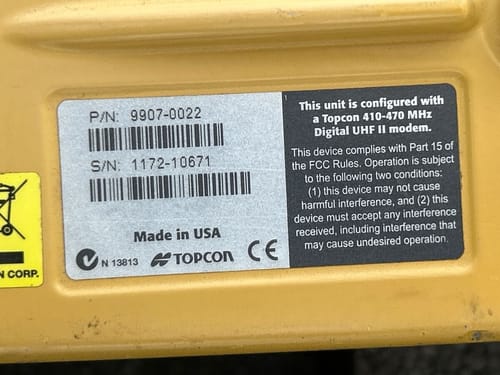 P/N: 9907-0022
S/N: 1172-10671
Made in USA
N 13813 TOPCON CE
This unit is configured with
a Topcon 410-470 MHz
Digital UHF II modem.
This device complies with Part 15 of
the FCC Rules. Operation is subject
to the following two conditions:
(1) this device may not cause
harmful interference, and (2) this
device must accept any interference
received, including interference that
may cause undesired operation.
N CORP.